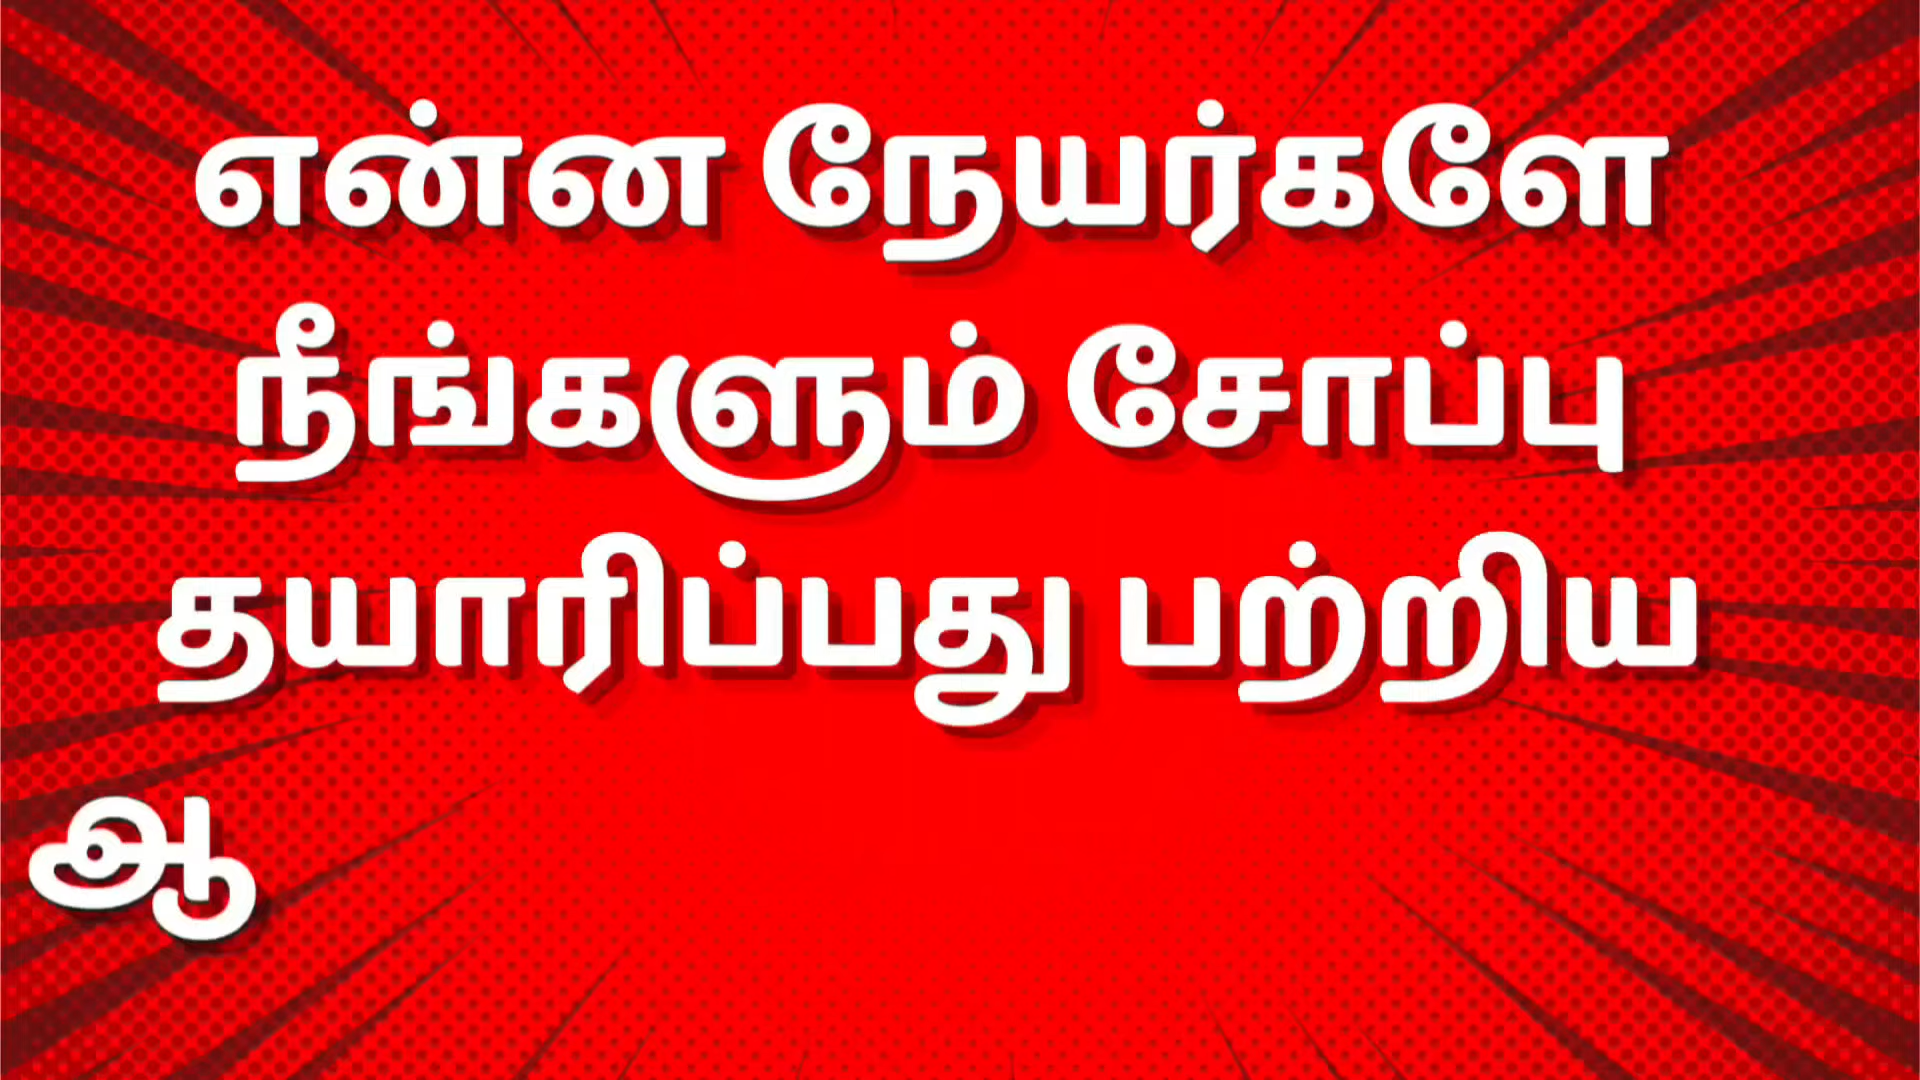 என்ன நேயர்களே
நீங்களும் சோப்பு
தயாரிப்பது பற்றிய
ஆ